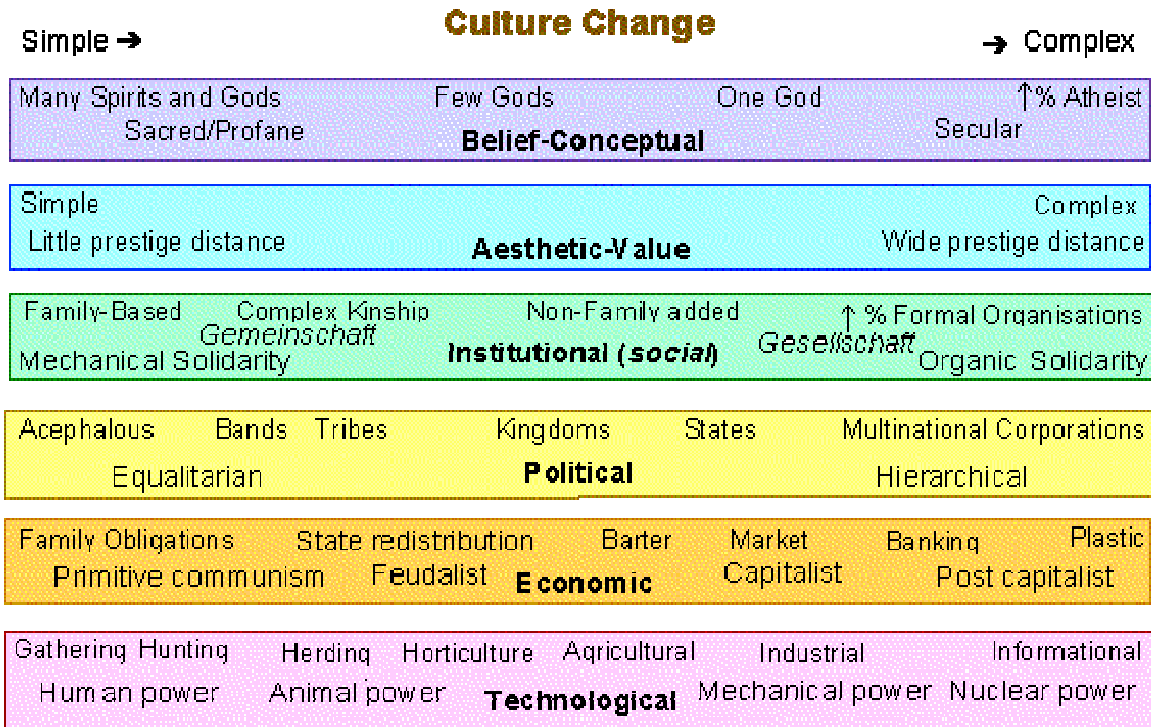 Culture Change
Simple → → Complex
Many Spirits and Gods Few Gods One God ↑% Atheist
Sacred/Profane Belief-Conceptual Secular
Simple Complex
Little prestige distance Aesthetic-Value Wide prestige distance
Family-Based Complex Kinship Non-Family added ↑ % Formal Organisations
Gemeinschaft Gesellschaft
Mechanical Solidarity Institutional (social) Organic Solidarity
Acephalous Bands Tribes Kingdoms States Multinational Corporations
Equalitarian Political Hierarchical
Family Obligations State redistribution Barter Market Banking Plastic
Primitive communism Feudalist Economic Capitalist Post capitalist
Gathering Hunting Herding Horticulture Agricultural Industrial Informational
Human power Animal power Technological Mechanical power Nuclear power